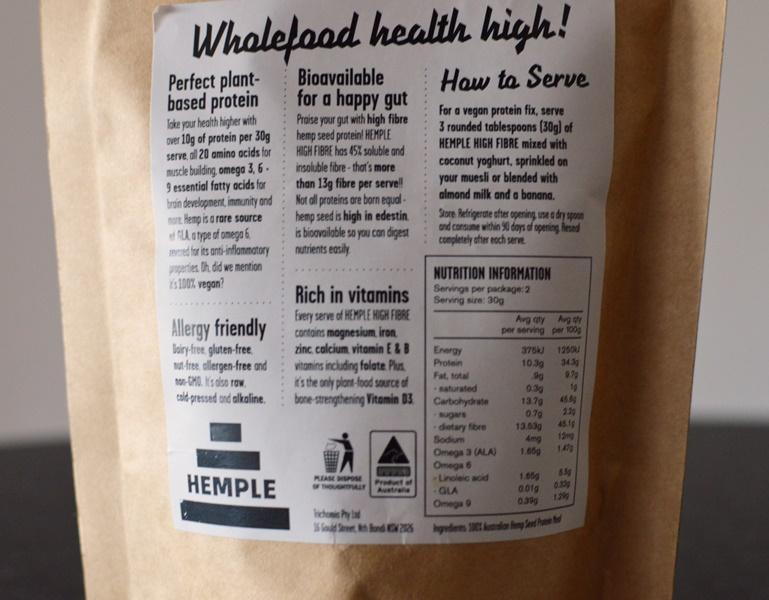 Wholefood health high!
Perfect plant-
based protein
Take your health higher with
over 10g of protein per 30g
serve, all 20 amino acids for
muscle building, omega 3, 6 -
9 essential fatty acids for
brain development, immunity and
more. Hemp is a rare source
of GLA, a type of omega 6,
revered for its anti-inflammatory
properties. Oh, did we mention
it's 100% vegan?
Allergy friendly
Dairy-free, gluten-free,
nut-free, allergen-free and
non-GMO. It's also raw,
cold-pressed and alkaline.
HEMPLE
Bioavailable
for a happy gut
Praise your gut with high fibre
hemp seed protein! HEMPLE
HIGH FIBRE has 45% soluble and
insoluble fibre - that's more
than 13g fibre per serve!!
Not all proteins are born equal -
hemp seed is high in edestin,
is bioavailable so you can digest
nutrients easily.
Rich in vitamins
Every serve of HEMPLE HIGH FIBRE
contains magnesium, iron,
zinc, calcium, vitamin E & B
vitamins including folate. Plus,
it's the only plant-food source of
bone-strengthening Vitamin D3.
PLEASE DISPOSE
OF THOUGHTFULLY
Product of
Australia
Trichomia Pty Ltd
16 Gould Street, Nth Bondi NSW 2026
How to Serve
For a vegan protein fix, serve
3 rounded tablespoons (30g) of
HEMPLE HIGH FIBRE mixed with
coconut yoghurt, sprinkled on
your muesli or blended with
almond milk and a banana.
Store: Refrigerate after opening, use a dry spoon
and consume within 90 days of opening. Reseal
completely after each serve.
NUTRITION INFORMATION
Servings per package: 2
Serving size: 30g
Avg qty Avg qty
per serving per 100g
Energy 375kJ 1250kJ
Protein 10.3g 34.3g
Fat, total .9g 9.7g
- saturated 0.3g 1g
Carbohydrate 13.7g 45.6g
- sugars 0.7g 2.2g
- dietary fibre 13.53g 45.1g
Sodium 4mg 12mg
Omega 3 (ALA) 1.65g 1.47g
Omega 6
- Linoleic acid 1.65g 5.5g
- GLA 0.01g
Omega 9 0.39g 1.29g
Ingredients: 100% Australian Hemp Seed Protein Meal